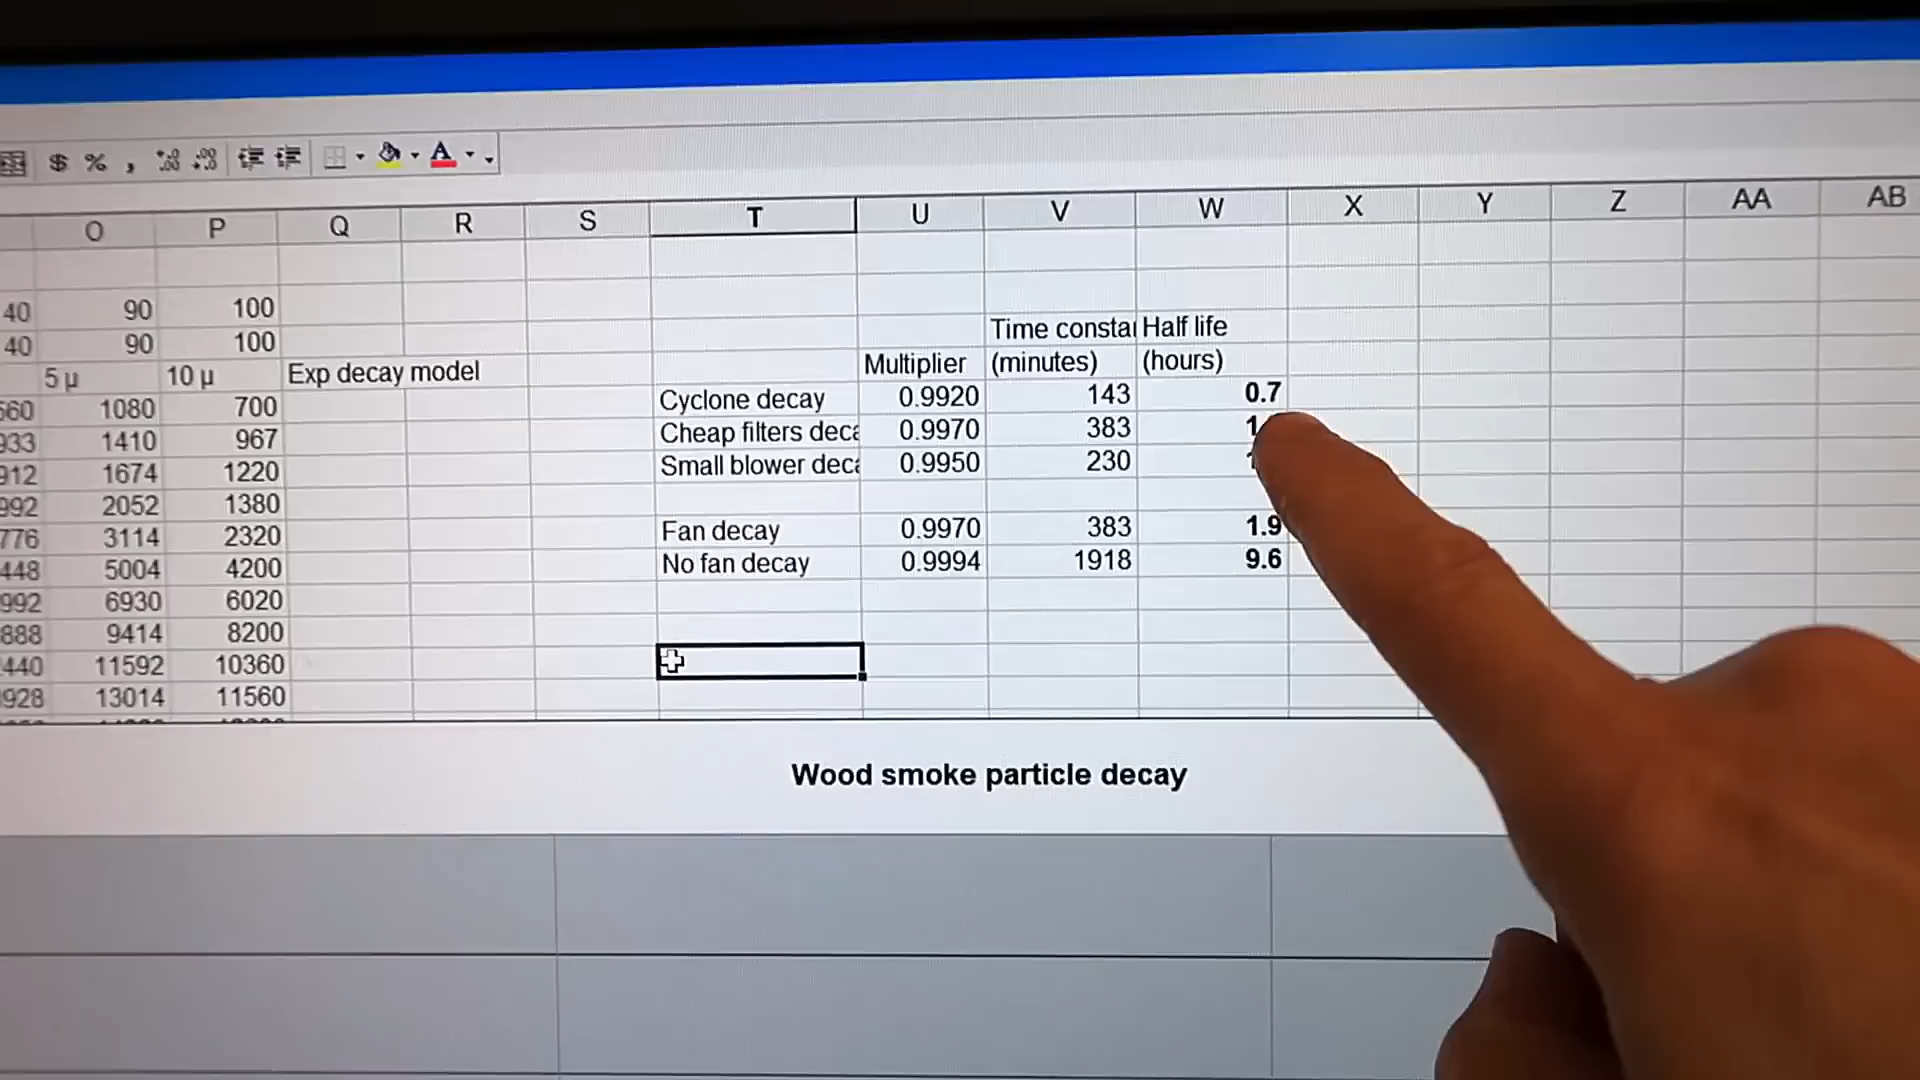 $ % ,
O P Q R S T U V W X Y Z AA AB
40 90 100
40 90 100 Time consta Half life
5 µ 10 µ Exp decay model Multiplier (minutes) (hours)
560 1080 700 Cyclone decay 0.9920 143 0.7
933 1410 967 Cheap filters deca 0.9970 383
912 1674 1220 Small blower deca 0.9950 230
992 2052 1380
776 3114 2320 Fan decay 0.9970 383 1.9
448 5004 4200 No fan decay 0.9994 1918 9.6
992 6930 6020
888 9414 8200
440 11592 10360
928 13014 11560
Wood smoke particle decay